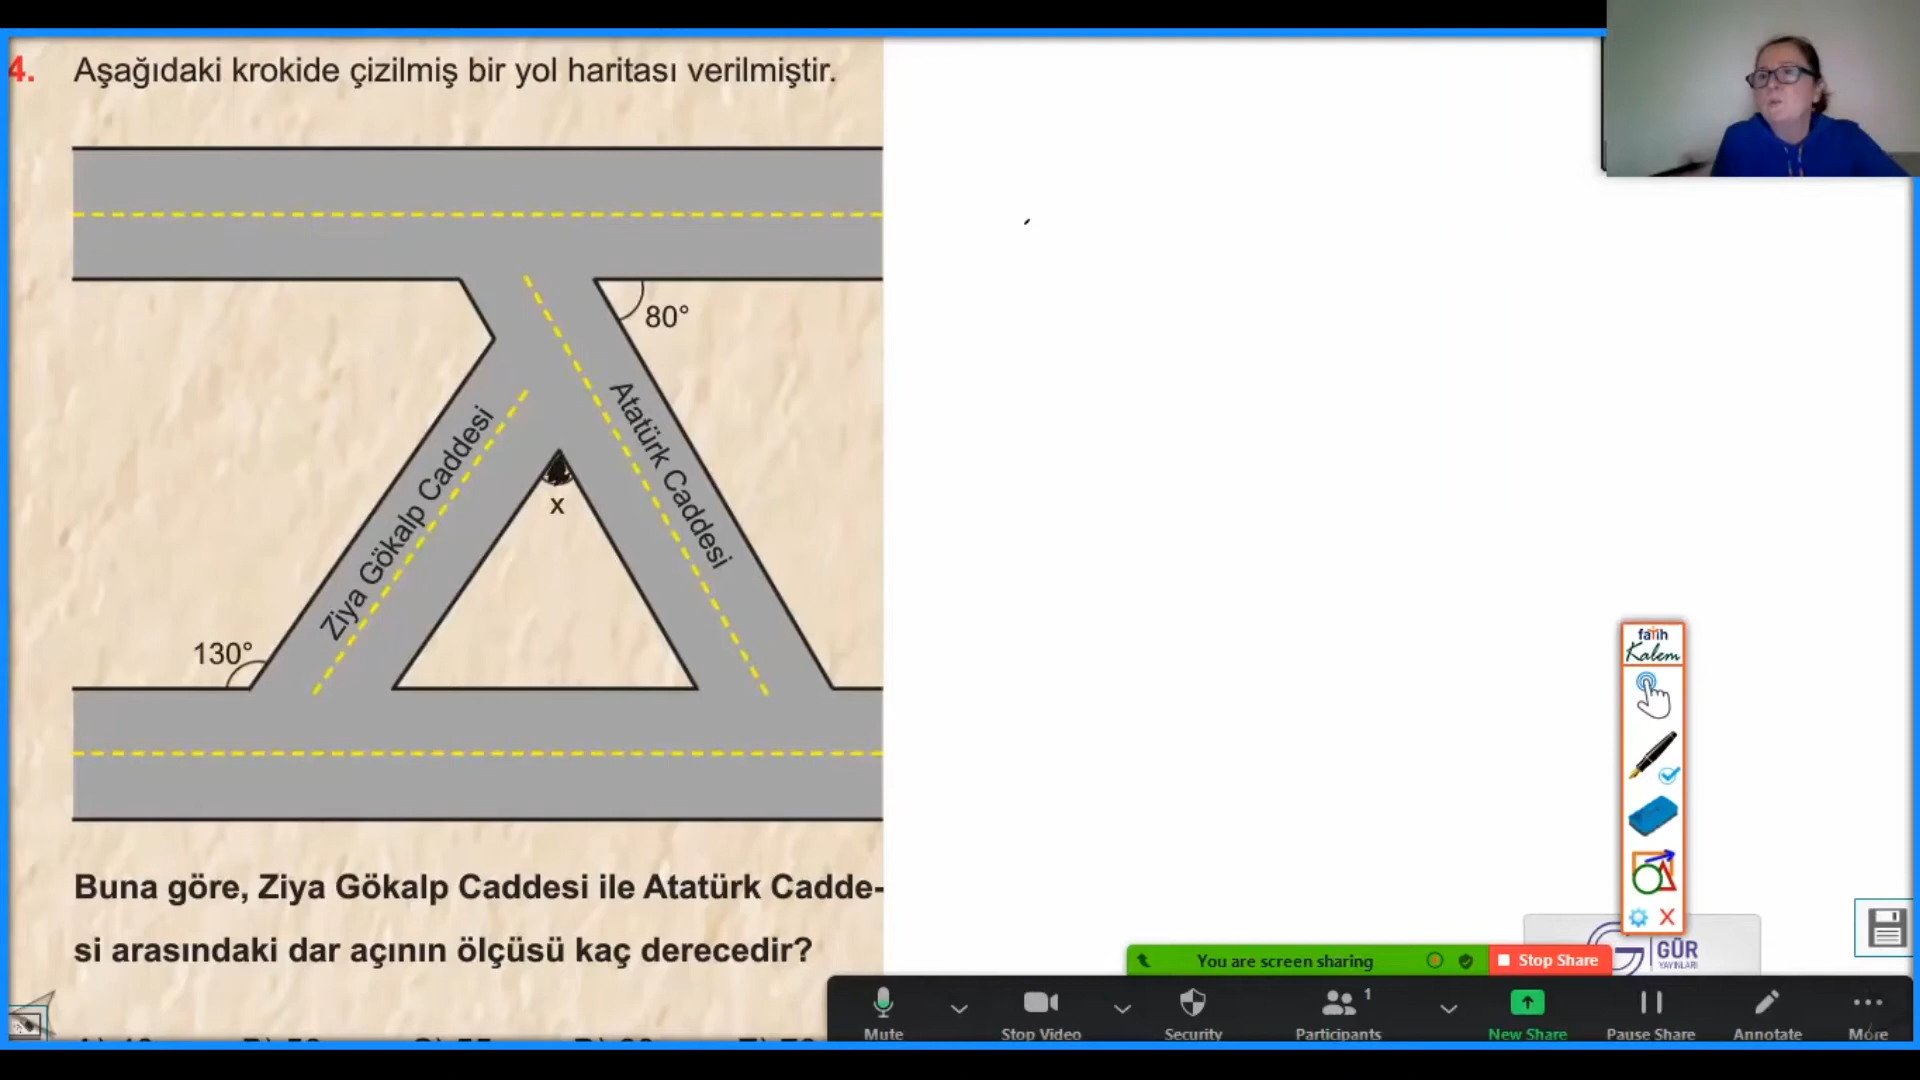 4. Aşağıdaki krokide çizilmiş bir yol haritası verilmiştir.
80°
Atatürk Caddesi
Ziya Gökalp Caddesi
x
130°
Buna göre, Ziya Gökalp Caddesi ile Atatürk Cadde-
si arasındaki dar açının ölçüsü kaç derecedir?
fatih
Kalem
GÜR
YAYINLARI
You are screen sharing
Stop Share
Mute
Stop Video
Security
1
Participants
New Share
Pause Share
Annotate
More